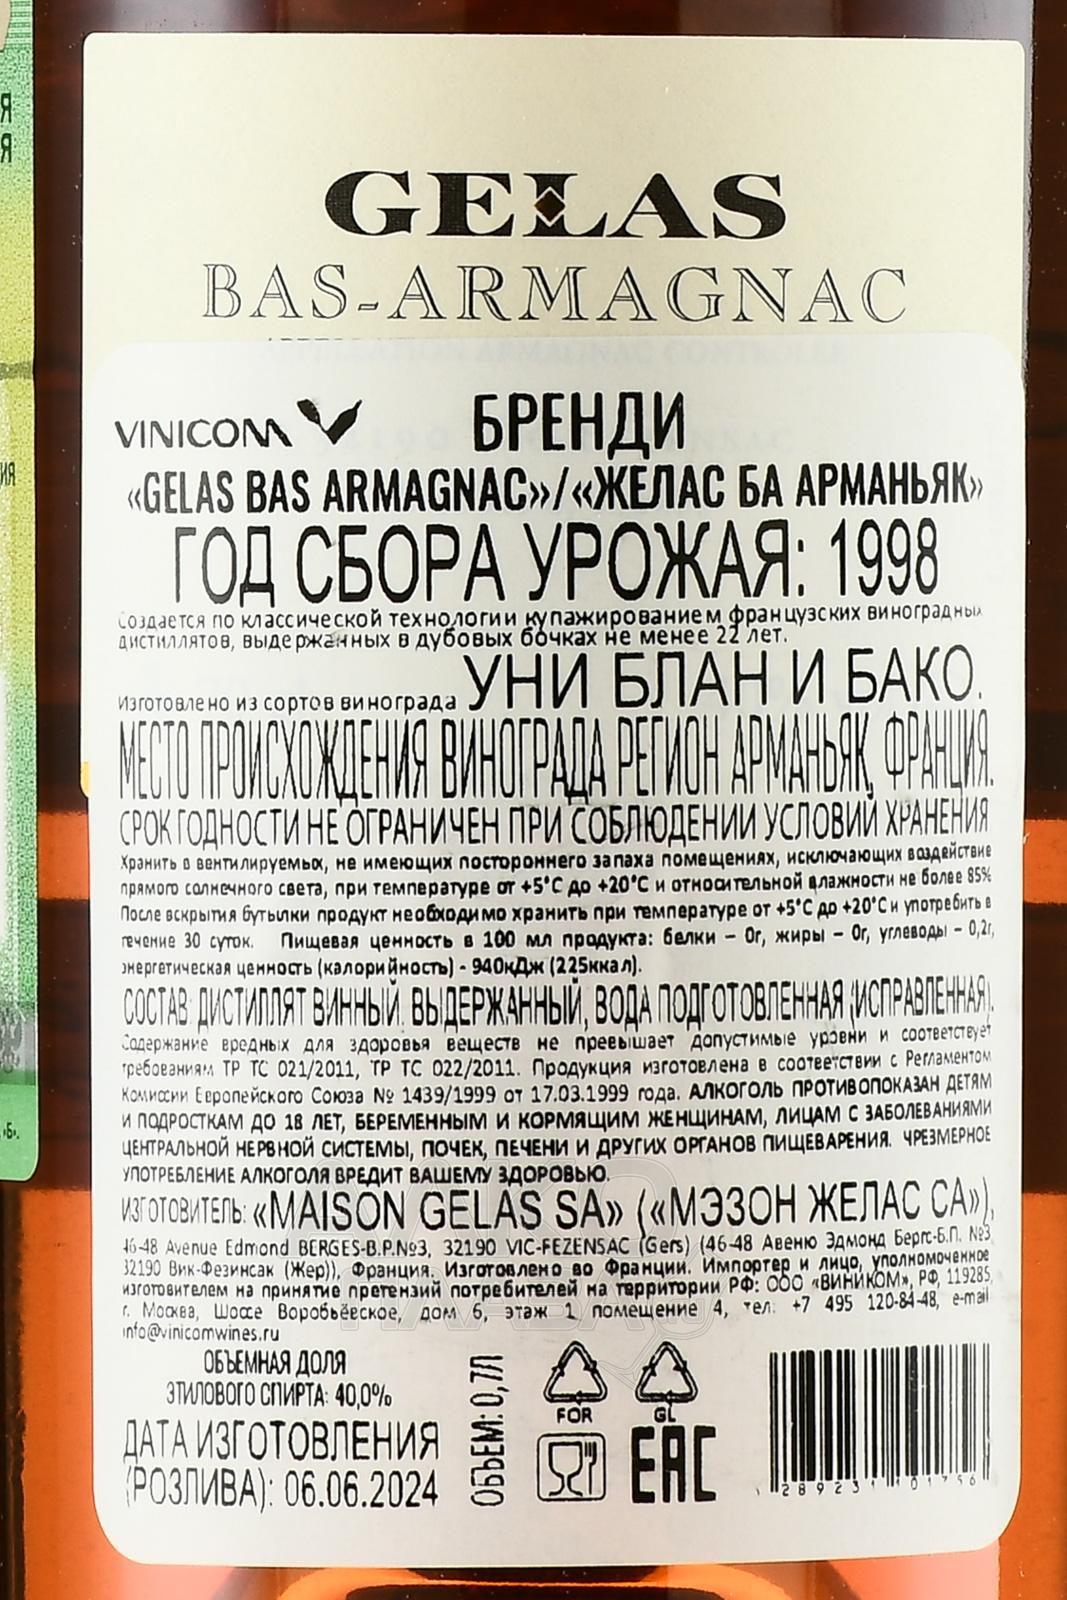 GELAS
BAS-ARMAGNAC
VINICOM
БРЕНДИ
«GELAS BAS ARMAGNAC»/«ЖЕЛАС БА АРМАНЬЯК»
ГОД СБОРА УРОЖАЯ: 1998
Создается по классической технологии купажированием французских виноградных
дистиллятов, выдержанных в дубовых бочках не менее 22 лет.
Изготовлено из сортов винограда УНИ БЛАН И БАКО.
МЕСТО ПРОИСХОЖДЕНИЯ ВИНОГРАДА РЕГИОН АРМАНЬЯК, ФРАНЦИЯ.
СРОК ГОДНОСТИ НЕ ОГРАНИЧЕН ПРИ СОБЛЮДЕНИИ УСЛОВИЙ ХРАНЕНИЯ
Хранить в вентилируемых, не имеющих постороннего запаха помещениях, исключающих воздействие
прямого солнечного света, при температуре от +5°С до +20°С и относительной влажности не более 85%
После вскрытия бутылки продукт необходимо хранить при температуре от +5°С до +20°С и употребить в
течение 30 суток. Пищевая ценность в 100 мл продукта: белки – 0г, жиры – 0г, углеводы – 0,2г,
энергетическая ценность (калорийность) - 940кДж (225ккал).
СОСТАВ: ДИСТИЛЛЯТ ВИННЫЙ ВЫДЕРЖАННЫЙ, ВОДА ПОДГОТОВЛЕННАЯ (ИСПРАВЛЕННАЯ).
Содержание вредных для здоровья веществ не превышает допустимые уровни и соответствует
требованиям ТР ТС 021/2011, ТР ТС 022/2011. Продукция изготовлена в соответствии с Регламентом
Комиссии Европейского Союза № 1439/1999 от 17.03.1999 года. АЛКОГОЛЬ ПРОТИВОПОКАЗАН ДЕТЯМ
И ПОДРОСТКАМ ДО 18 ЛЕТ, БЕРЕМЕННЫМ И КОРМЯЩИМ ЖЕНЩИНАМ, ЛИЦАМ С ЗАБОЛЕВАНИЯМИ
ЦЕНТРАЛЬНОЙ НЕРВНОЙ СИСТЕМЫ, ПОЧЕК, ПЕЧЕНИ И ДРУГИХ ОРГАНОВ ПИЩЕВАРЕНИЯ. ЧРЕЗМЕРНОЕ
УПОТРЕБЛЕНИЕ АЛКОГОЛЯ ВРЕДИТ ВАШЕМУ ЗДОРОВЬЮ.
ИЗГОТОВИТЕЛЬ: «MAISON GELAS SA» («МЭЗОН ЖЕЛАС СА»),
46-48 Avenue Edmond BERGES-B.P.№3, 32190 VIC-FEZENSAC (Gers) (46-48 Авеню Эдмонд Бергс-Б.П. №3,
32190 Вик-Фезинсак (Жер)), Франция. Изготовлено во Франции. Импортер и лицо, уполномоченное
изготовителем на принятие претензий потребителей на территории РФ: ООО «ВИНИКОМ», РФ, 119285,
г. Москва, Шоссе Воробьёвское, дом 6, этаж 1 помещение 4, тел: +7 495 120-84-48, e-mail
info@vinicomwines.ru
ОБЪЕМНАЯ ДОЛЯ
ЭТИЛОВОГО СПИРТА: 40,0%
ДАТА ИЗГОТОВЛЕНИЯ
(РОЗЛИВА): 06.06.2024
ОБЪЕМ: 0,7Л
FOR
GL
EAC